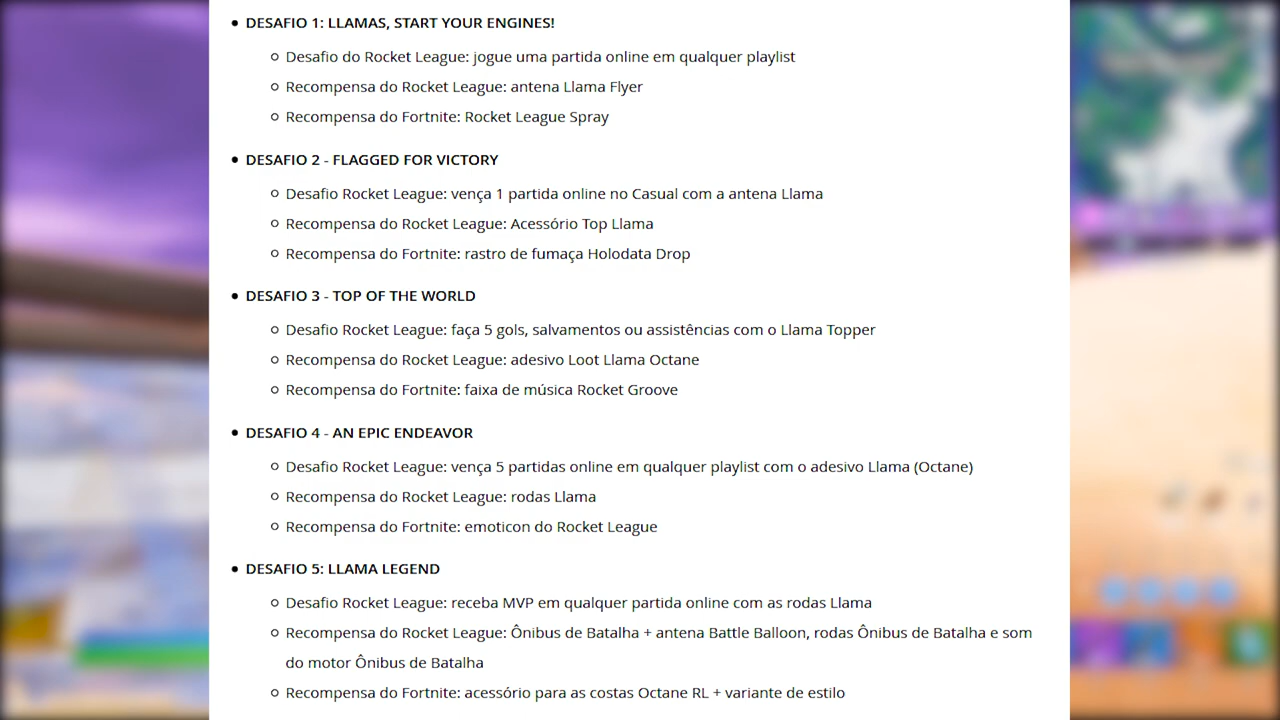 DESAFIO 1: LLAMAS, START YOUR ENGINES!
Desafio do Rocket League: jogue uma partida online em qualquer playlist
Recompensa do Rocket League: antena Llama Flyer
Recompensa do Fortnite: Rocket League Spray
DESAFIO 2 - FLAGGED FOR VICTORY
Desafio Rocket League: vença 1 partida online no Casual com a antena Llama
Recompensa do Rocket League: Acessório Top Llama
Recompensa do Fortnite: rastro de fumaça Holodata Drop
DESAFIO 3 - TOP OF THE WORLD
Desafio Rocket League: faça 5 gols, salvamentos ou assistências com o Llama Topper
Recompensa do Rocket League: adesivo Loot Llama Octane
Recompensa do Fortnite: faixa de música Rocket Groove
DESAFIO 4 - AN EPIC ENDEAVOR
Desafio Rocket League: vença 5 partidas online em qualquer playlist com o adesivo Llama (Octane)
Recompensa do Rocket League: rodas Llama
Recompensa do Fortnite: emoticon do Rocket League
DESAFIO 5: LLAMA LEGEND
Desafio Rocket League: receba MVP em qualquer partida online com as rodas Llama
Recompensa do Rocket League: Ônibus de Batalha + antena Battle Balloon, rodas Ônibus de Batalha e som
do motor Ônibus de Batalha
Recompensa do Fortnite: acessório para as costas Octane RL + variante de estilo